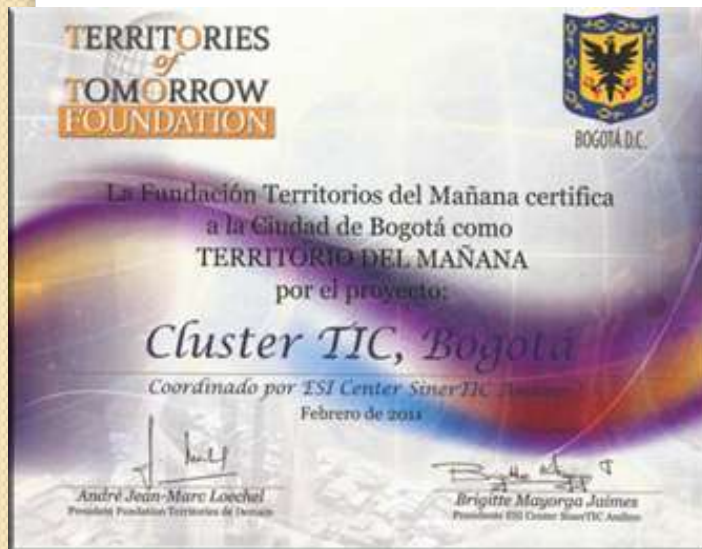 TERRITORIES
of
TOMORROW
FOUNDATION
BOGOTÁ D.C.
La Fundación Territorios del Mañana certifica
a la Ciudad de Bogotá como
TERRITORIO DEL MAÑANA
por el proyecto:
Cluster TIC, Bogotá
Coordinado por ESI Center SinerTIC
Febrero de 2011
André Jean-Marc Loechel
President Fondation Territoires de Demain
Brigitte Mayorga Jaimes
Presidente ESI Center SinerTIC Andino